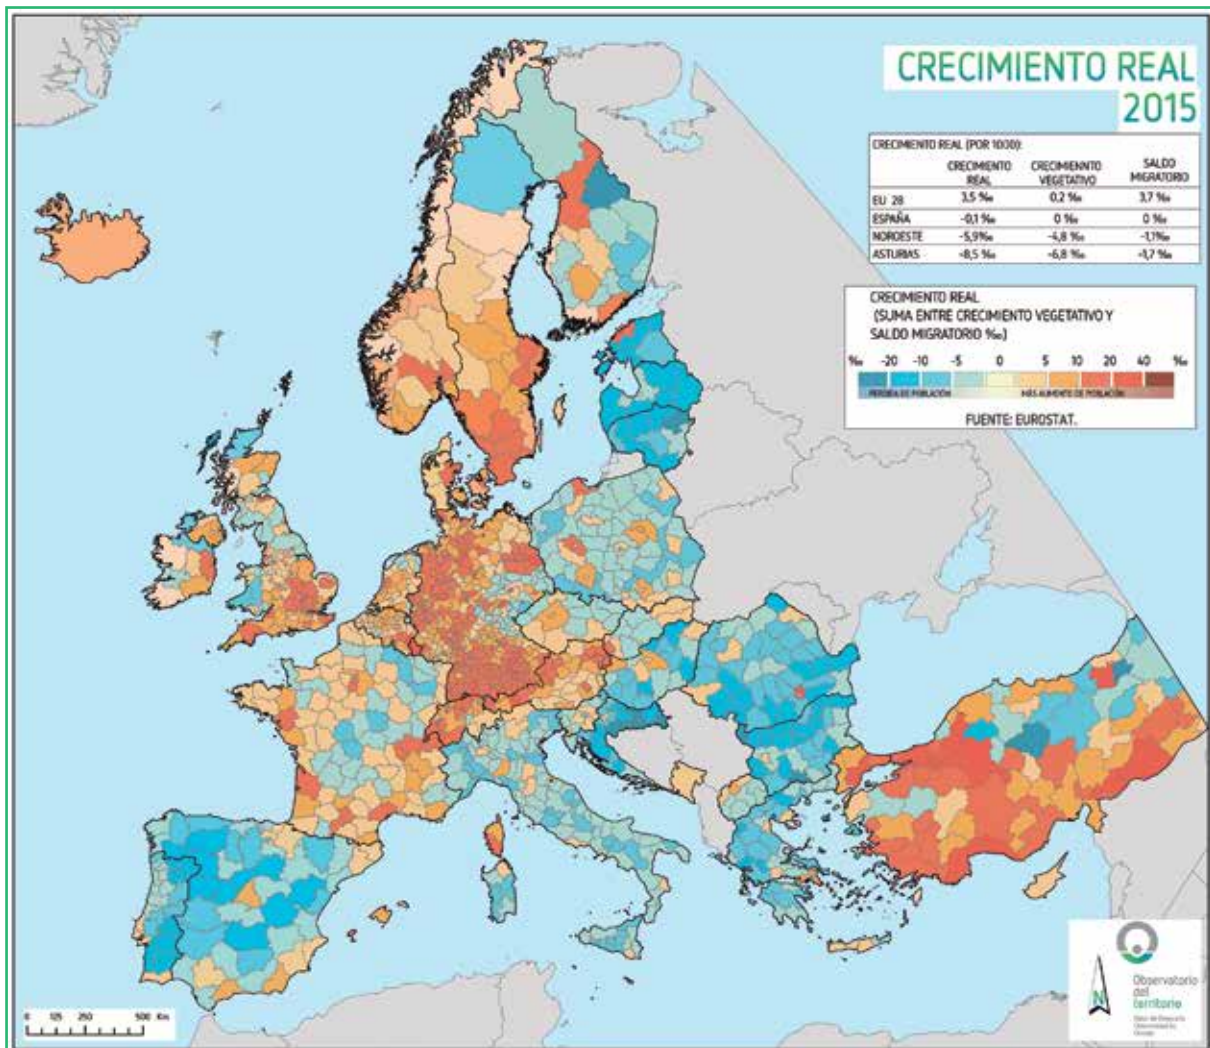 CRECIMIENTO REAL
2015
CRECIMIENTO REAL (POR 1000):
CRECIMIENTO REAL CRECIMIENNTO VEGETATIVO SALDO MIGRATORIO
EU 28 3,5 ‰ 0,2 ‰ 3,7 ‰
ESPAÑA -0,1 ‰ 0 ‰ 0 ‰
NOROESTE -5,9‰ -4,8 ‰ -1,1‰
ASTURIAS -8,5 ‰ -6,8 ‰ -1,7 ‰
CRECIMIENTO REAL
(SUMA ENTRE CRECIMIENTO VEGETATIVO Y
SALDO MIGRATORIO ‰)
‰ -20 -10 -5 0 5 10 20 40 ‰
PÉRDIDA DE POBLACIÓN MÁS AUMENTO DE POBLACIÓN
FUENTE: EUROSTAT.
N
Observatorio
del
territorio
0 125 250 500 Km